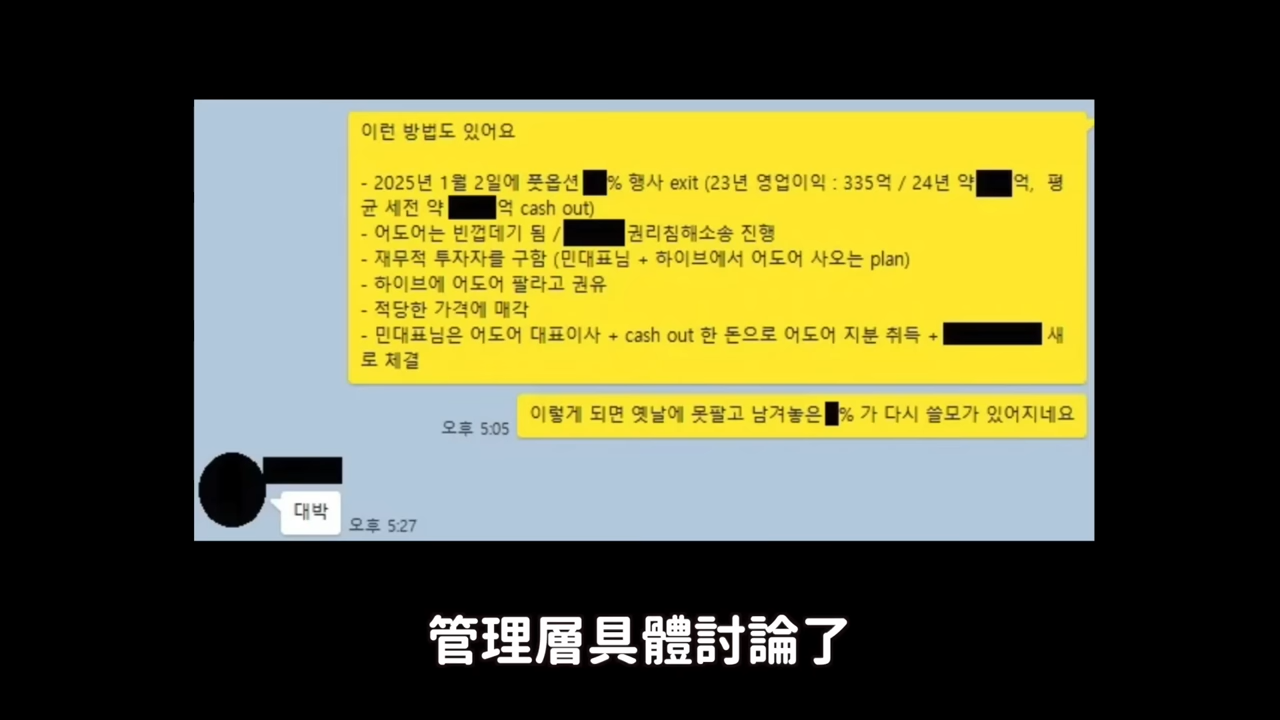 이런 방법도 있어요
- 2025년 1월 2일에 풋옵션 % 행사 exit (23년 영업이익 : 335억 / 24년 약 억, 평
균 세전 약 억 cash out)
- 어도어는 빈껍데기 됨 / 권리침해소송 진행
- 재무적 투자자를 구함 (민대표님 + 하이브에서 어도어 사오는 plan)
- 하이브에 어도어 팔라고 권유
- 적당한 가격에 매각
- 민대표님은 어도어 대표이사 + cash out 한 돈으로 어도어 지분 취득 + 새
로 체결
이렇게 되면 옛날에 못팔고 남겨놓은 % 가 다시 쓸모가 있어지네요
오후 5:05
대박
오후 5:27
管理層具體討論了